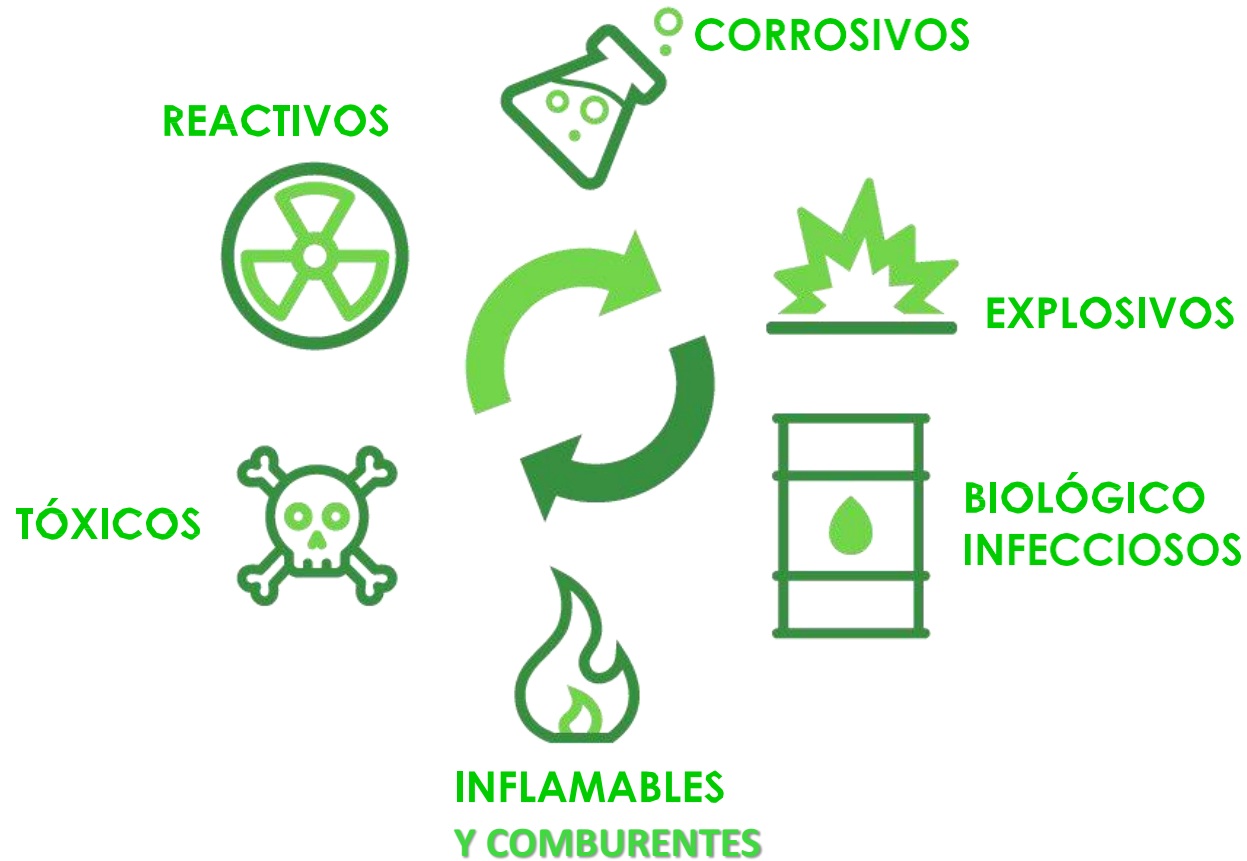 CORROSIVOS
REACTIVOS
EXPLOSIVOS
TÓXICOS
BIOLÓGICO
INFECCIOSOS
INFLAMABLES
Y COMBURENTES